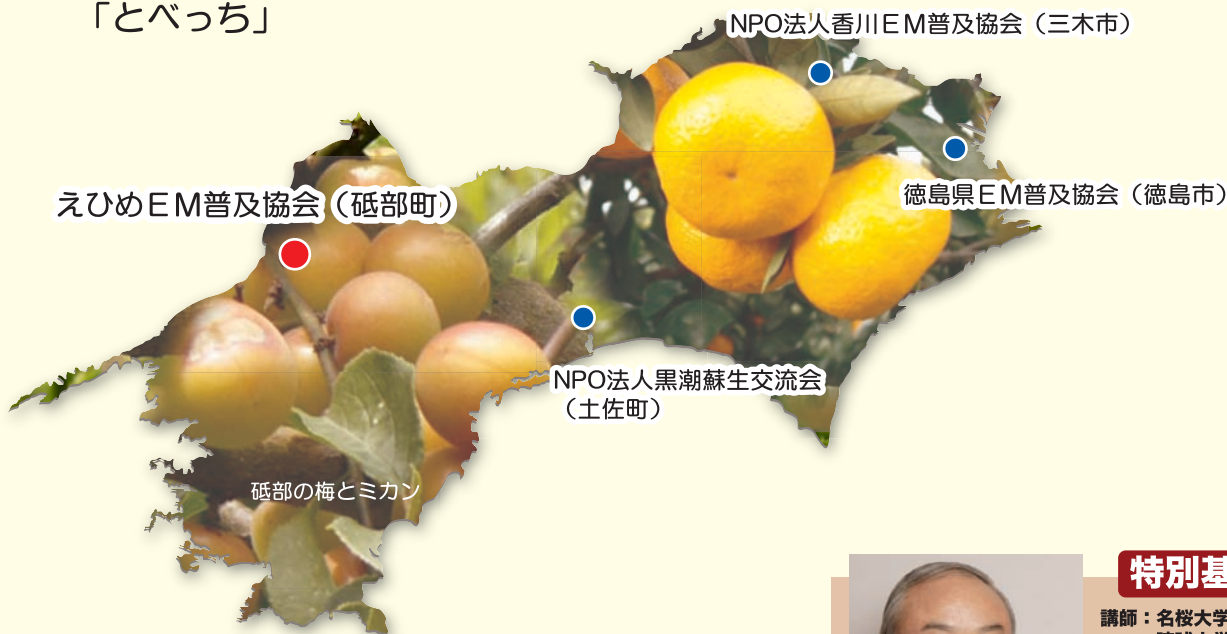 「とべっち」
NPO法人香川ＥＭ普及協会（三木市）
えひめＥＭ普及協会（砥部町）
徳島県ＥＭ普及協会（徳島市）
NPO法人黒潮蘇生交流会
（土佐町）
砥部の梅とミカン
特別基
講師：名桜大学